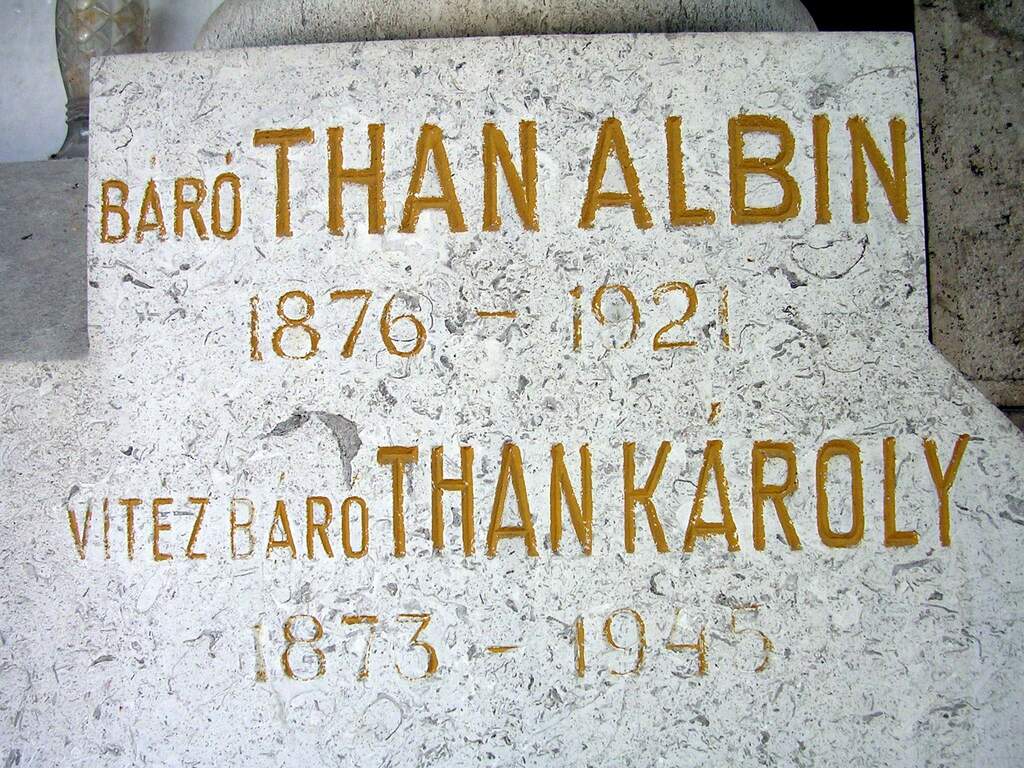 BÁRÓ THAN ALBIN
1876 – 1921
VITEZ BÁRÓ THAN KÁROLY
1873 – 1945